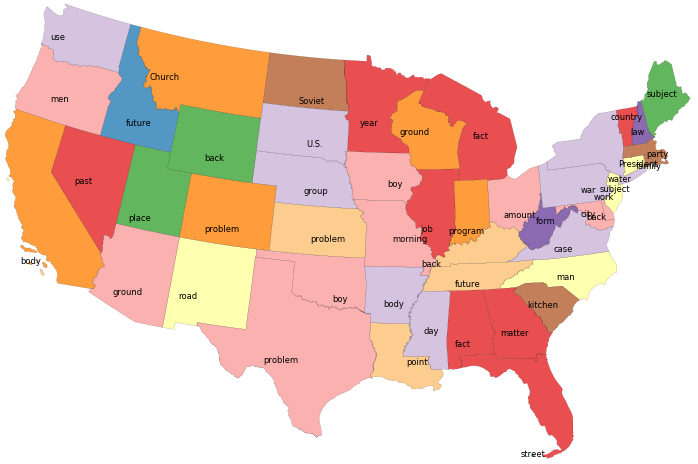 use
men
Church
future
Soviet
U.S.
year
ground
fact
subject
country
law
party
President
family
water
subject
work
war
city
back
amount
form
case
man
kitchen
past
place
back
problem
group
problem
boy
morning
job
program
back
future
body
ground
road
boy
body
day
fact
matter
point
problem
street